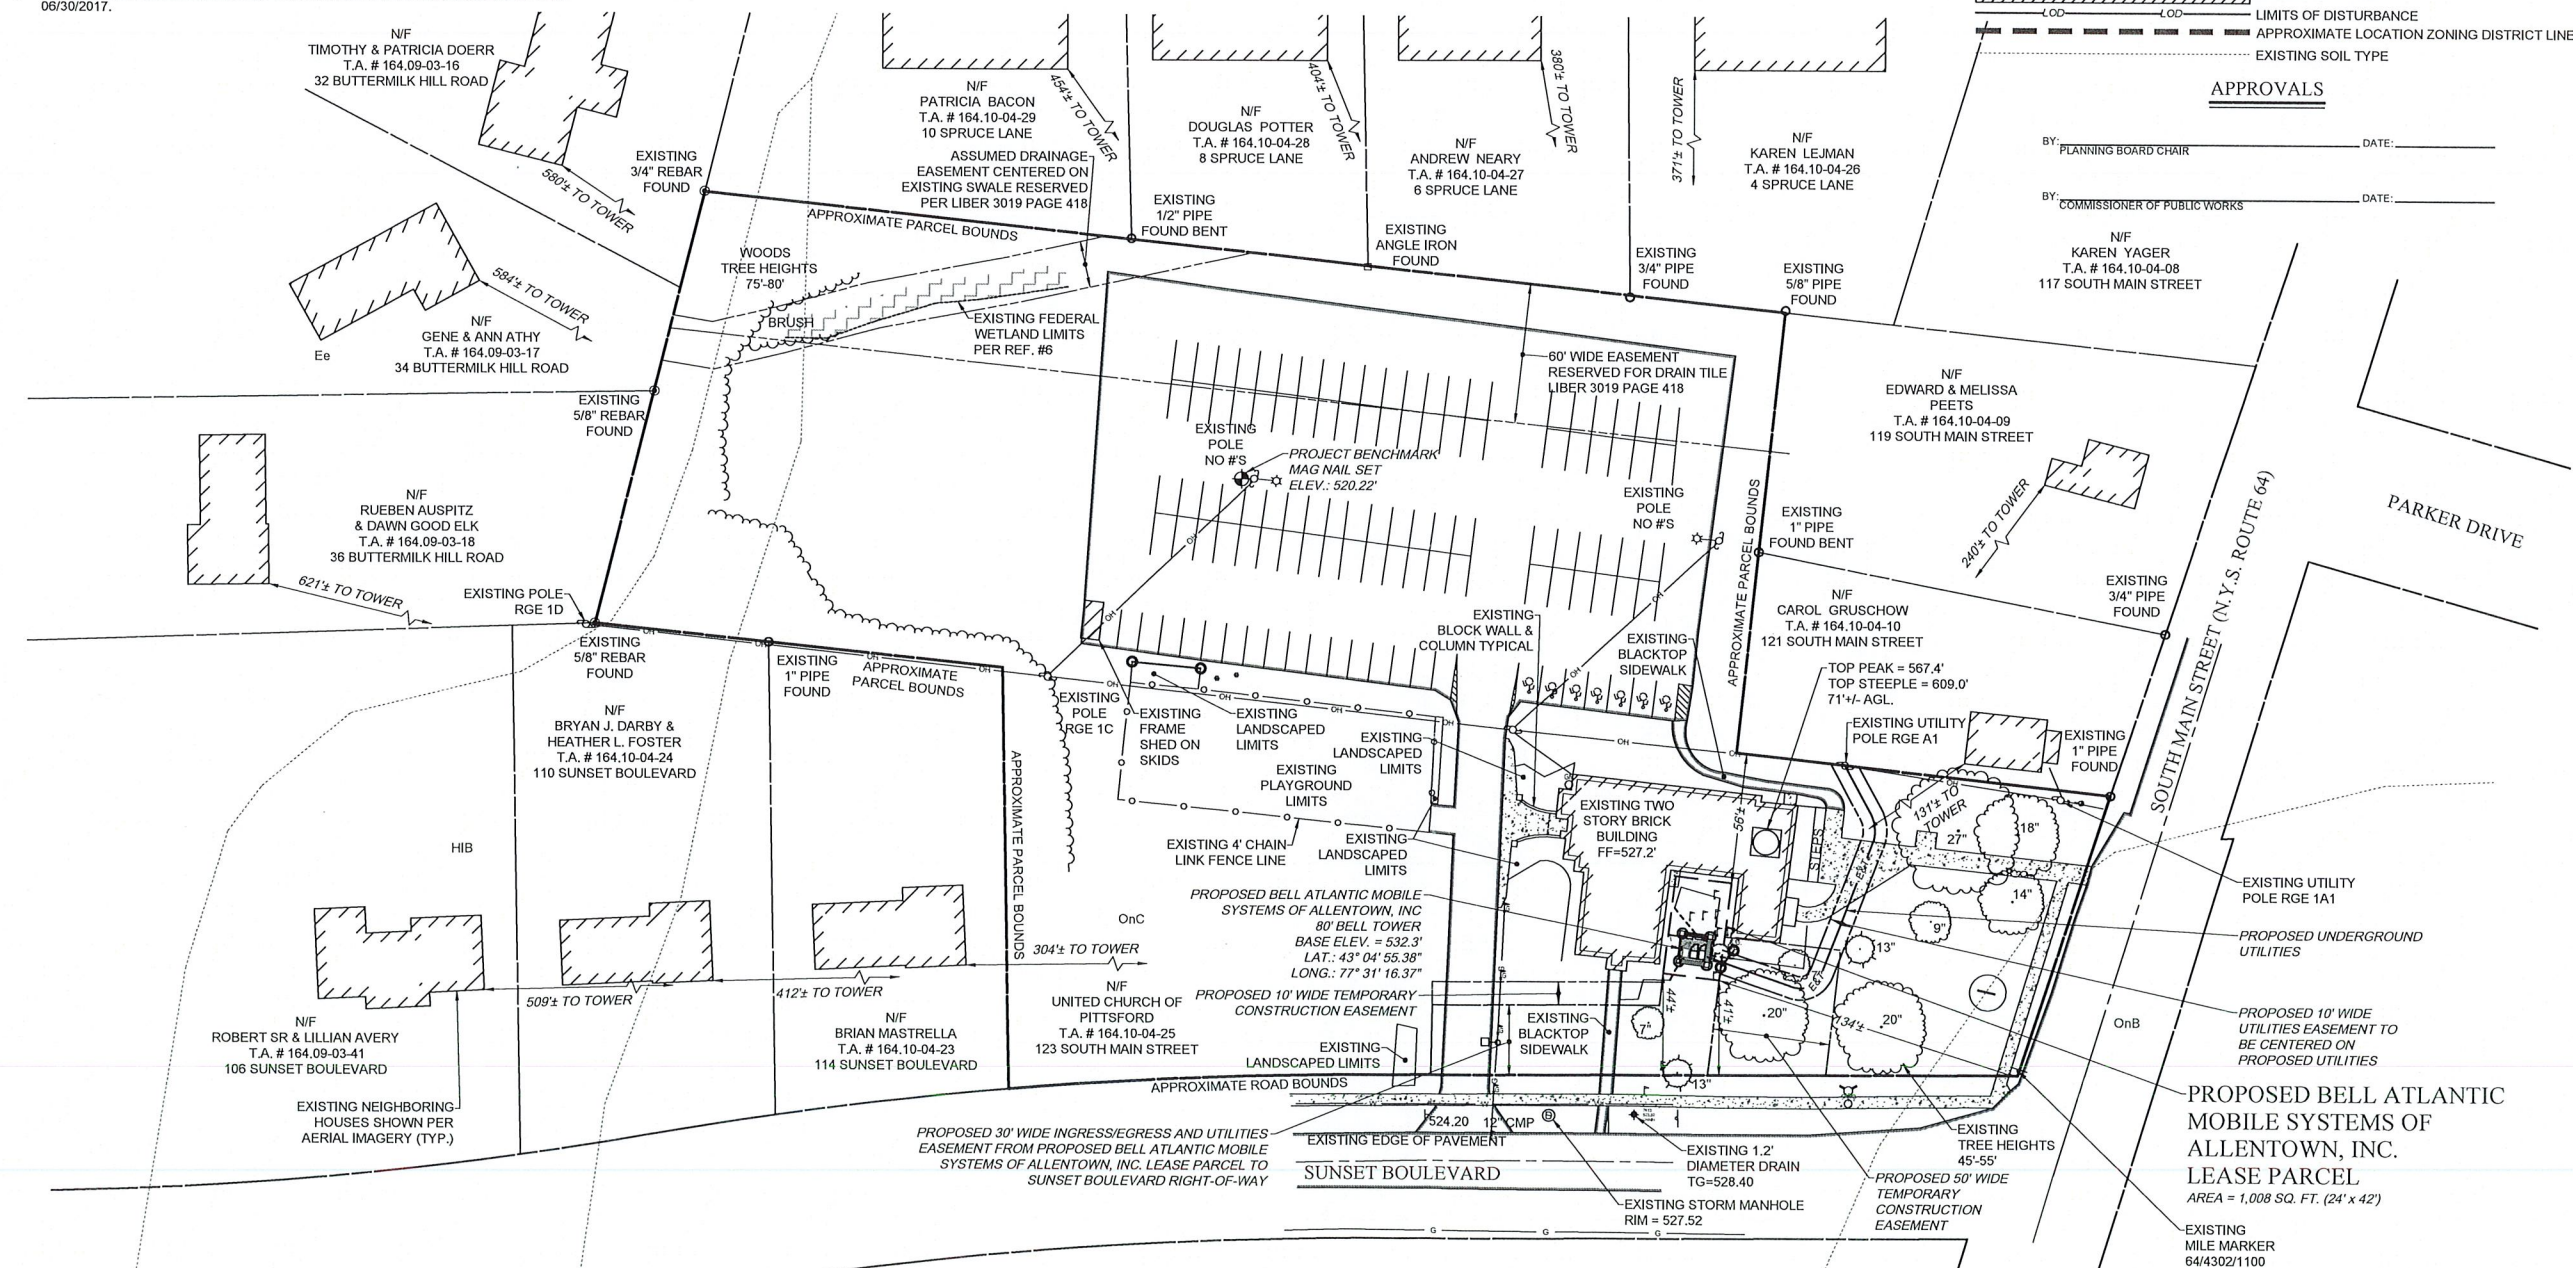 06/30/2017.
LOD LOD LIMITS OF DISTURBANCE
APPROXIMATE LOCATION ZONING DISTRICT LINE
EXISTING SOIL TYPE
APPROVALS
BY: DATE:
PLANNING BOARD CHAIR
BY: DATE:
COMMISSIONER OF PUBLIC WORKS
N/F
TIMOTHY & PATRICIA DOERR
T.A. # 164.09-03-16
32 BUTTERMILK HILL ROAD
580'± TO TOWER
EXISTING
3/4" REBAR
FOUND
N/F
PATRICIA BACON
T.A. # 164.10-04-29
10 SPRUCE LANE
454'± TO TOWER
ASSUMED DRAINAGE
EASEMENT CENTERED ON
EXISTING SWALE RESERVED
PER LIBER 3019 PAGE 418
N/F
DOUGLAS POTTER
T.A. # 164.10-04-28
8 SPRUCE LANE
404'± TO TOWER
EXISTING
1/2" PIPE
FOUND BENT
N/F
ANDREW NEARY
T.A. # 164.10-04-27
6 SPRUCE LANE
380'± TO TOWER
EXISTING
ANGLE IRON
FOUND
371'± TO TOWER
N/F
KAREN LEJMAN
T.A. # 164.10-04-26
4 SPRUCE LANE
EXISTING
3/4" PIPE
FOUND
EXISTING
5/8" PIPE
FOUND
N/F
KAREN YAGER
T.A. # 164.10-04-08
117 SOUTH MAIN STREET
APPROXIMATE PARCEL BOUNDS
WOODS
TREE HEIGHTS
75'-80'
BRUSH
EXISTING FEDERAL
WETLAND LIMITS
PER REF. #6
584'± TO TOWER
N/F
GENE & ANN ATHY
T.A. # 164.09-03-17
34 BUTTERMILK HILL ROAD
Ee
EXISTING
5/8" REBAR
FOUND
60' WIDE EASEMENT
RESERVED FOR DRAIN TILE
LIBER 3019 PAGE 418
N/F
EDWARD & MELISSA
PEETS
T.A. # 164.10-04-09
119 SOUTH MAIN STREET
240'± TO TOWER
EXISTING
POLE
NO #'S
PROJECT BENCHMARK
MAG NAIL SET
ELEV.: 520.22'
EXISTING
POLE
NO #'S
APPROXIMATE PARCEL BOUNDS
EXISTING
1" PIPE
FOUND BENT
SOUTH MAIN STREET (N.Y.S. ROUTE 64)
PARKER DRIVE
N/F
RUEBEN AUSPITZ
& DAWN GOOD ELK
T.A. # 164.09-03-18
36 BUTTERMILK HILL ROAD
621'± TO TOWER
EXISTING POLE
RGE 1D
EXISTING
5/8" REBAR
FOUND
EXISTING
1" PIPE
FOUND
APPROXIMATE
PARCEL BOUNDS
OH OH OH OH OH OH OH OH OH OH OH OH
EXISTING
3/4" PIPE
FOUND
N/F
CAROL GRUSCHOW
T.A. # 164.10-04-10
121 SOUTH MAIN STREET
EXISTING
BLOCK WALL &
COLUMN TYPICAL
EXISTING
BLACKTOP
SIDEWALK
TOP PEAK = 567.4'
TOP STEEPLE = 609.0'
71'+/- AGL.
EXISTING UTILITY
POLE RGE A1
EXISTING
1" PIPE
FOUND
EXISTING
POLE
RGE 1C
EXISTING
FRAME
SHED ON
SKIDS
EXISTING
LANDSCAPED
LIMITS
EXISTING
LANDSCAPED
LIMITS
EXISTING
PLAYGROUND
LIMITS
N/F
BRYAN J. DARBY &
HEATHER L. FOSTER
T.A. # 164.10-04-24
110 SUNSET BOULEVARD
APPROXIMATE PARCEL BOUNDS
HIB
EXISTING 4' CHAIN
LINK FENCE LINE
EXISTING
LANDSCAPED
LIMITS
EXISTING TWO
STORY BRICK
BUILDING
FF=527.2'
56'±
STEPS
131'± TO
TOWER
27"
18"
14"
9"
13"
E&T
E&T
EXISTING UTILITY
POLE RGE 1A1
PROPOSED UNDERGROUND
UTILITIES
PROPOSED BELL ATLANTIC MOBILE
SYSTEMS OF ALLENTOWN, INC
80' BELL TOWER
BASE ELEV. = 532.3'
LAT.: 43° 04' 55.38"
LONG.: 77° 31' 16.37"
OnC
304'± TO TOWER
509'± TO TOWER
412'± TO TOWER
N/F
ROBERT SR & LILLIAN AVERY
T.A. # 164.09-03-41
106 SUNSET BOULEVARD
N/F
BRIAN MASTRELLA
T.A. # 164.10-04-23
114 SUNSET BOULEVARD
N/F
UNITED CHURCH OF
PITTSFORD
T.A. # 164.10-04-25
123 SOUTH MAIN STREET
PROPOSED 10' WIDE TEMPORARY
CONSTRUCTION EASEMENT
EXISTING
BLACKTOP
SIDEWALK
EXISTING
LANDSCAPED LIMITS
44'±
41'±
7"
20"
134'±
20"
13"
OnB
PROPOSED 10' WIDE
UTILITIES EASEMENT TO
BE CENTERED ON
PROPOSED UTILITIES
PROPOSED BELL ATLANTIC
MOBILE SYSTEMS OF
ALLENTOWN, INC.
LEASE PARCEL
AREA = 1,008 SQ. FT. (24' x 42')
APPROXIMATE ROAD BOUNDS
EXISTING NEIGHBORING
HOUSES SHOWN PER
AERIAL IMAGERY (TYP.)
PROPOSED 30' WIDE INGRESS/EGRESS AND UTILITIES
EASEMENT FROM PROPOSED BELL ATLANTIC MOBILE
SYSTEMS OF ALLENTOWN, INC. LEASE PARCEL TO
SUNSET BOULEVARD RIGHT-OF-WAY
524.20 12" CMP
EXISTING EDGE OF PAVEMENT
SUNSET BOULEVARD
EXISTING 1.2'
DIAMETER DRAIN
TG=528.40
EXISTING STORM MANHOLE
RIM = 527.52
EXISTING
TREE HEIGHTS
45'-55'
PROPOSED 50' WIDE
TEMPORARY
CONSTRUCTION
EASEMENT
EXISTING
MILE MARKER
64/4302/1100
G G G